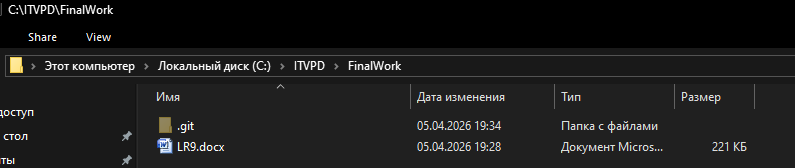 C:\ITVPD\FinalWork
Share View
Этот компьютер > Локальный диск (C:) > ITVPD > FinalWork
Имя Дата изменения Тип Размер
доступ
.git 05.04.2026 19:34 Папка с файлами
стол
LR9.docx 05.04.2026 19:28 Документ Micros... 221 КБ